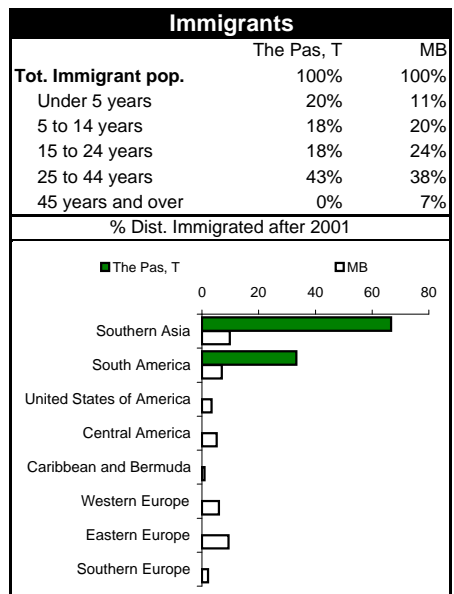 Immigrants
The Pas, T MB
Tot. Immigrant pop. 100% 100%
Under 5 years 20% 11%
5 to 14 years 18% 20%
15 to 24 years 18% 24%
25 to 44 years 43% 38%
45 years and over 0% 7%
% Dist. Immigrated after 2001
The Pas, T MB
0 20 40 60 80
Southern Asia
South America
United States of America
Central America
Caribbean and Bermuda
Western Europe
Eastern Europe
Southern Europe